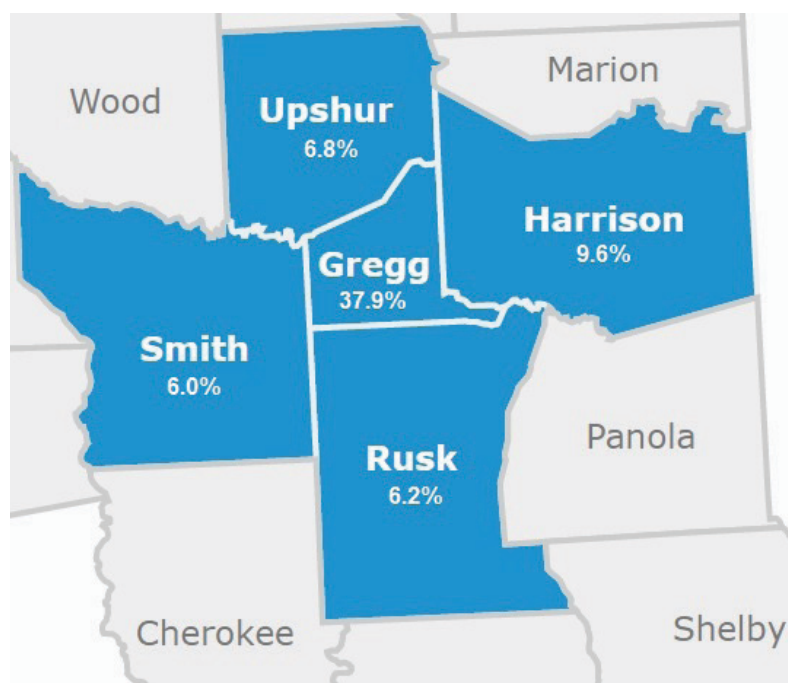 Marion
Wood
Upshur
6.8%
Harrison
9.6%
Gregg
37.9%
Smith
6.0%
Panola
Rusk
6.2%
Cherokee
Shelby